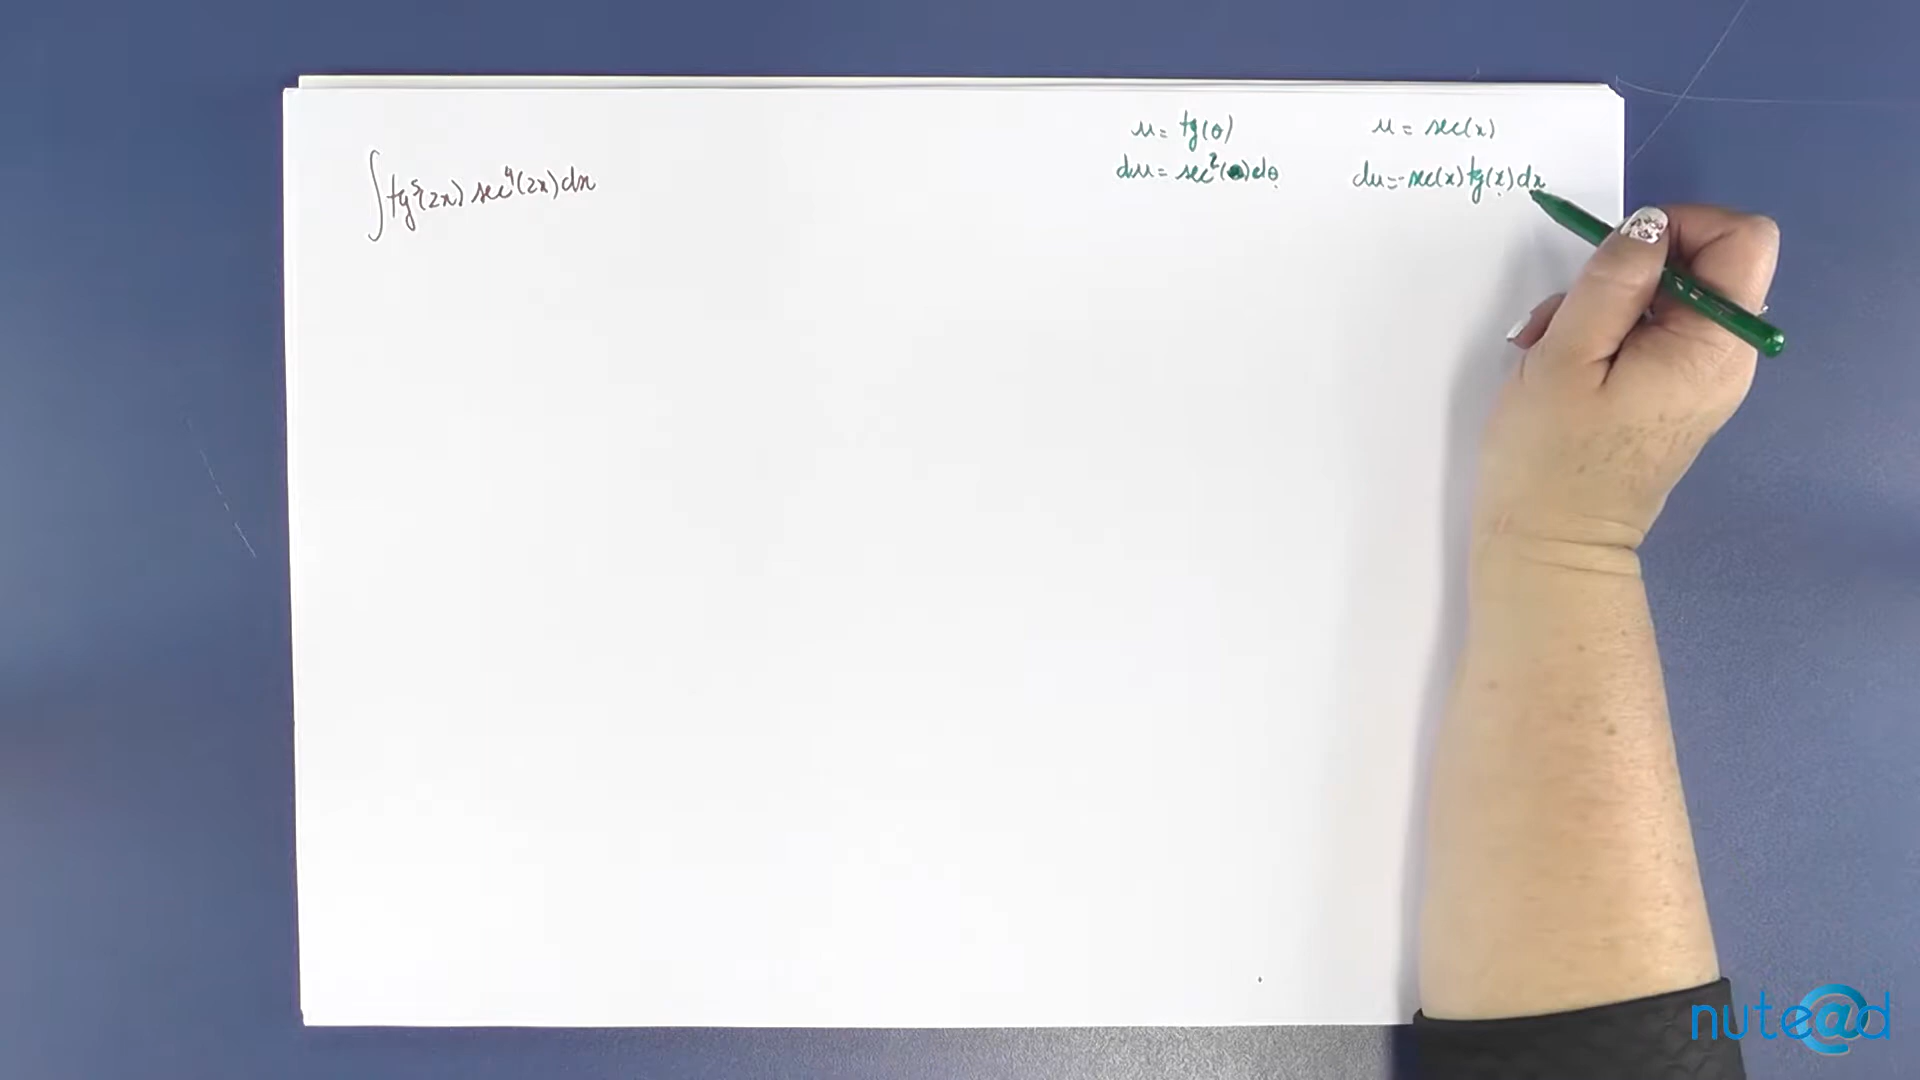 ∫tg⁵(2x) sec⁴(2x)dx
u = tg(θ)
du = sec²(θ)dθ
u = sec(x)
du = sec(x) tg(x) dx
nute@d